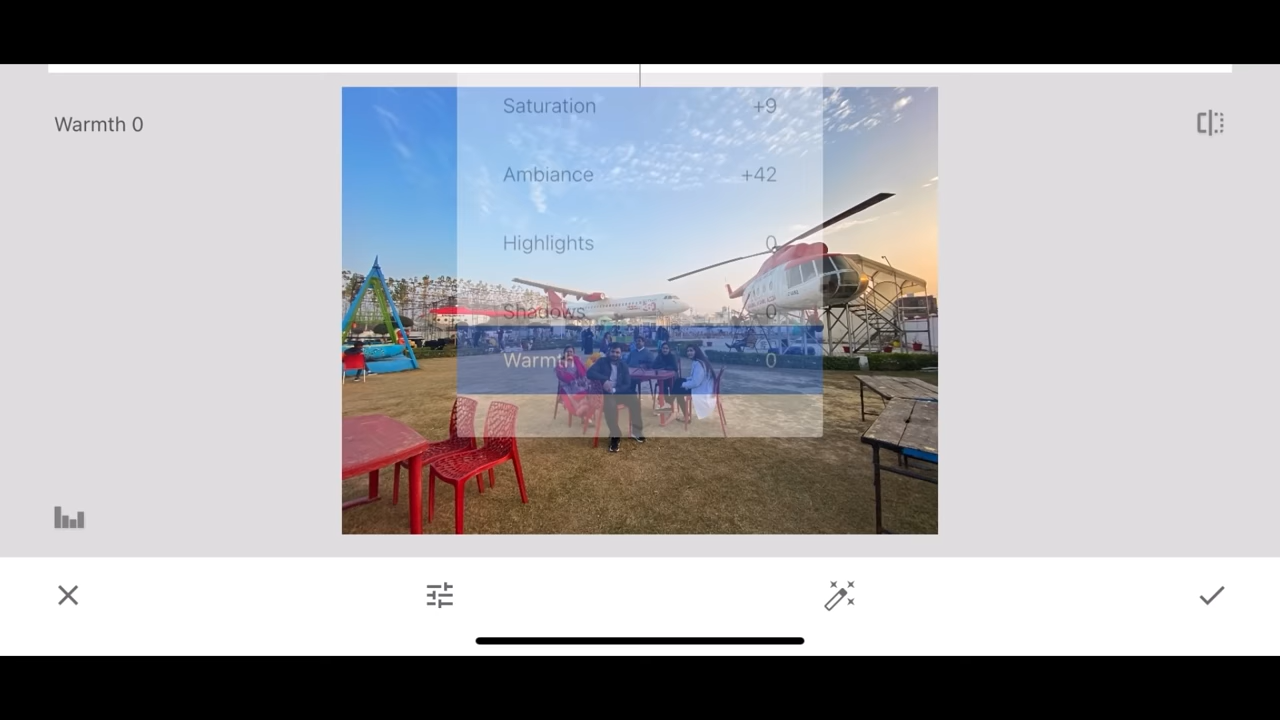 Saturation +9
Warmth 0
Ambiance +42
Highlights 0
Shadows 0
Warmth 0